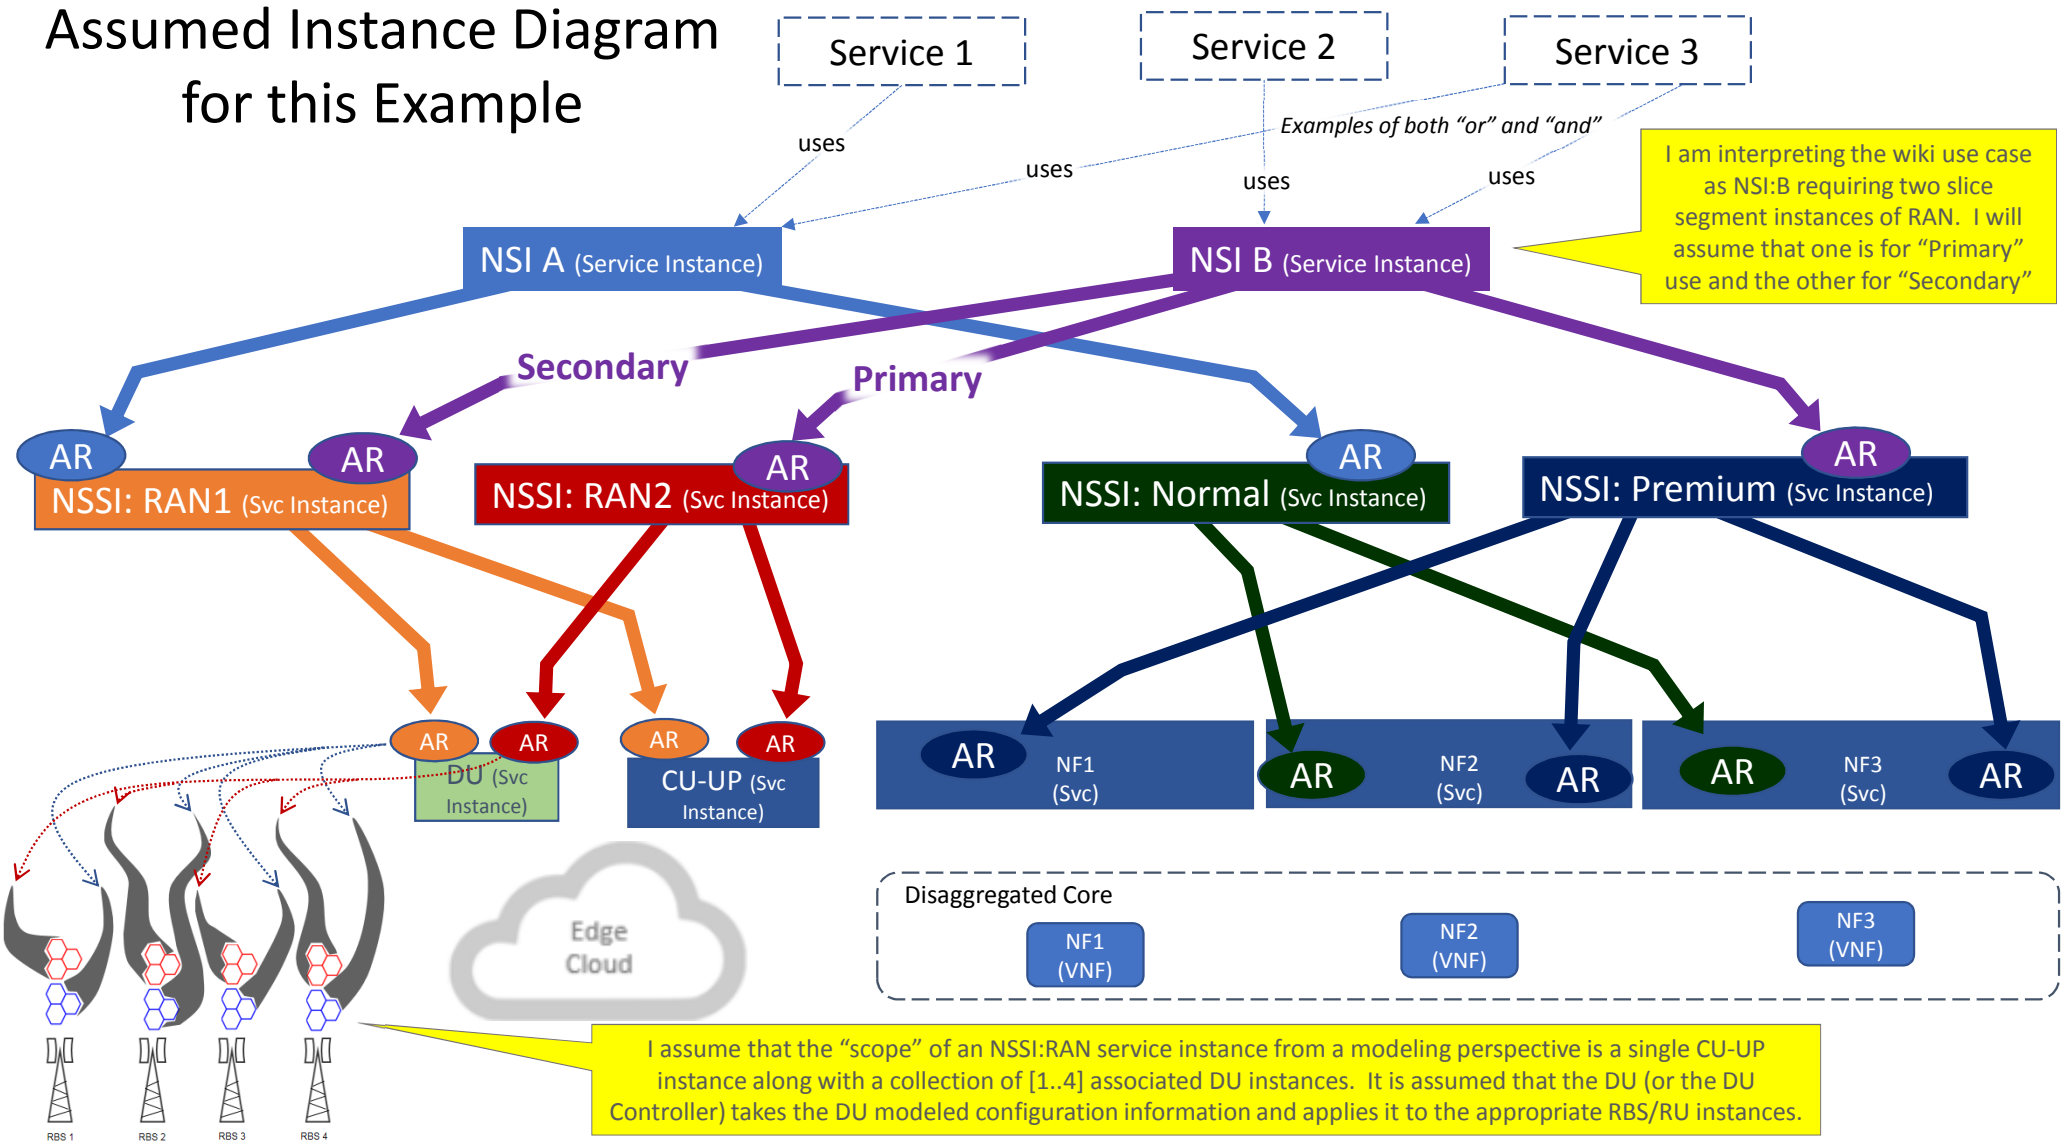 Assumed Instance Diagram
for this Example
Service 1
Service 2
Service 3
Examples of both “or” and “and”
uses
uses
uses
uses
I am interpreting the wiki use case
as NSI:B requiring two slice
segment instances of RAN.  I will
assume that one is for “Primary”
use and the other for “Secondary”
NSI A (Service Instance)
NSI B (Service Instance)
Secondary
Primary
AR
AR
AR
AR
AR
NSSI: RAN1 (Svc Instance)
NSSI: RAN2 (Svc Instance)
NSSI: Normal (Svc Instance)
NSSI: Premium (Svc Instance)
AR
AR
AR
AR
DU (Svc
Instance)
CU-UP (Svc
Instance)
AR
NF1
(Svc)
AR
NF2
(Svc)
AR
AR
NF3
(Svc)
AR
Edge
Cloud
Disaggregated Core
NF1
(VNF)
NF2
(VNF)
NF3
(VNF)
I assume that the “scope” of an NSSI:RAN service instance from a modeling perspective is a single CU-UP
instance along with a collection of [1..4] associated DU instances.  It is assumed that the DU (or the DU
Controller) takes the DU modeled configuration information and applies it to the appropriate RBS/RU instances.
RBS 1
RBS 2
RBS 3
RBS 4